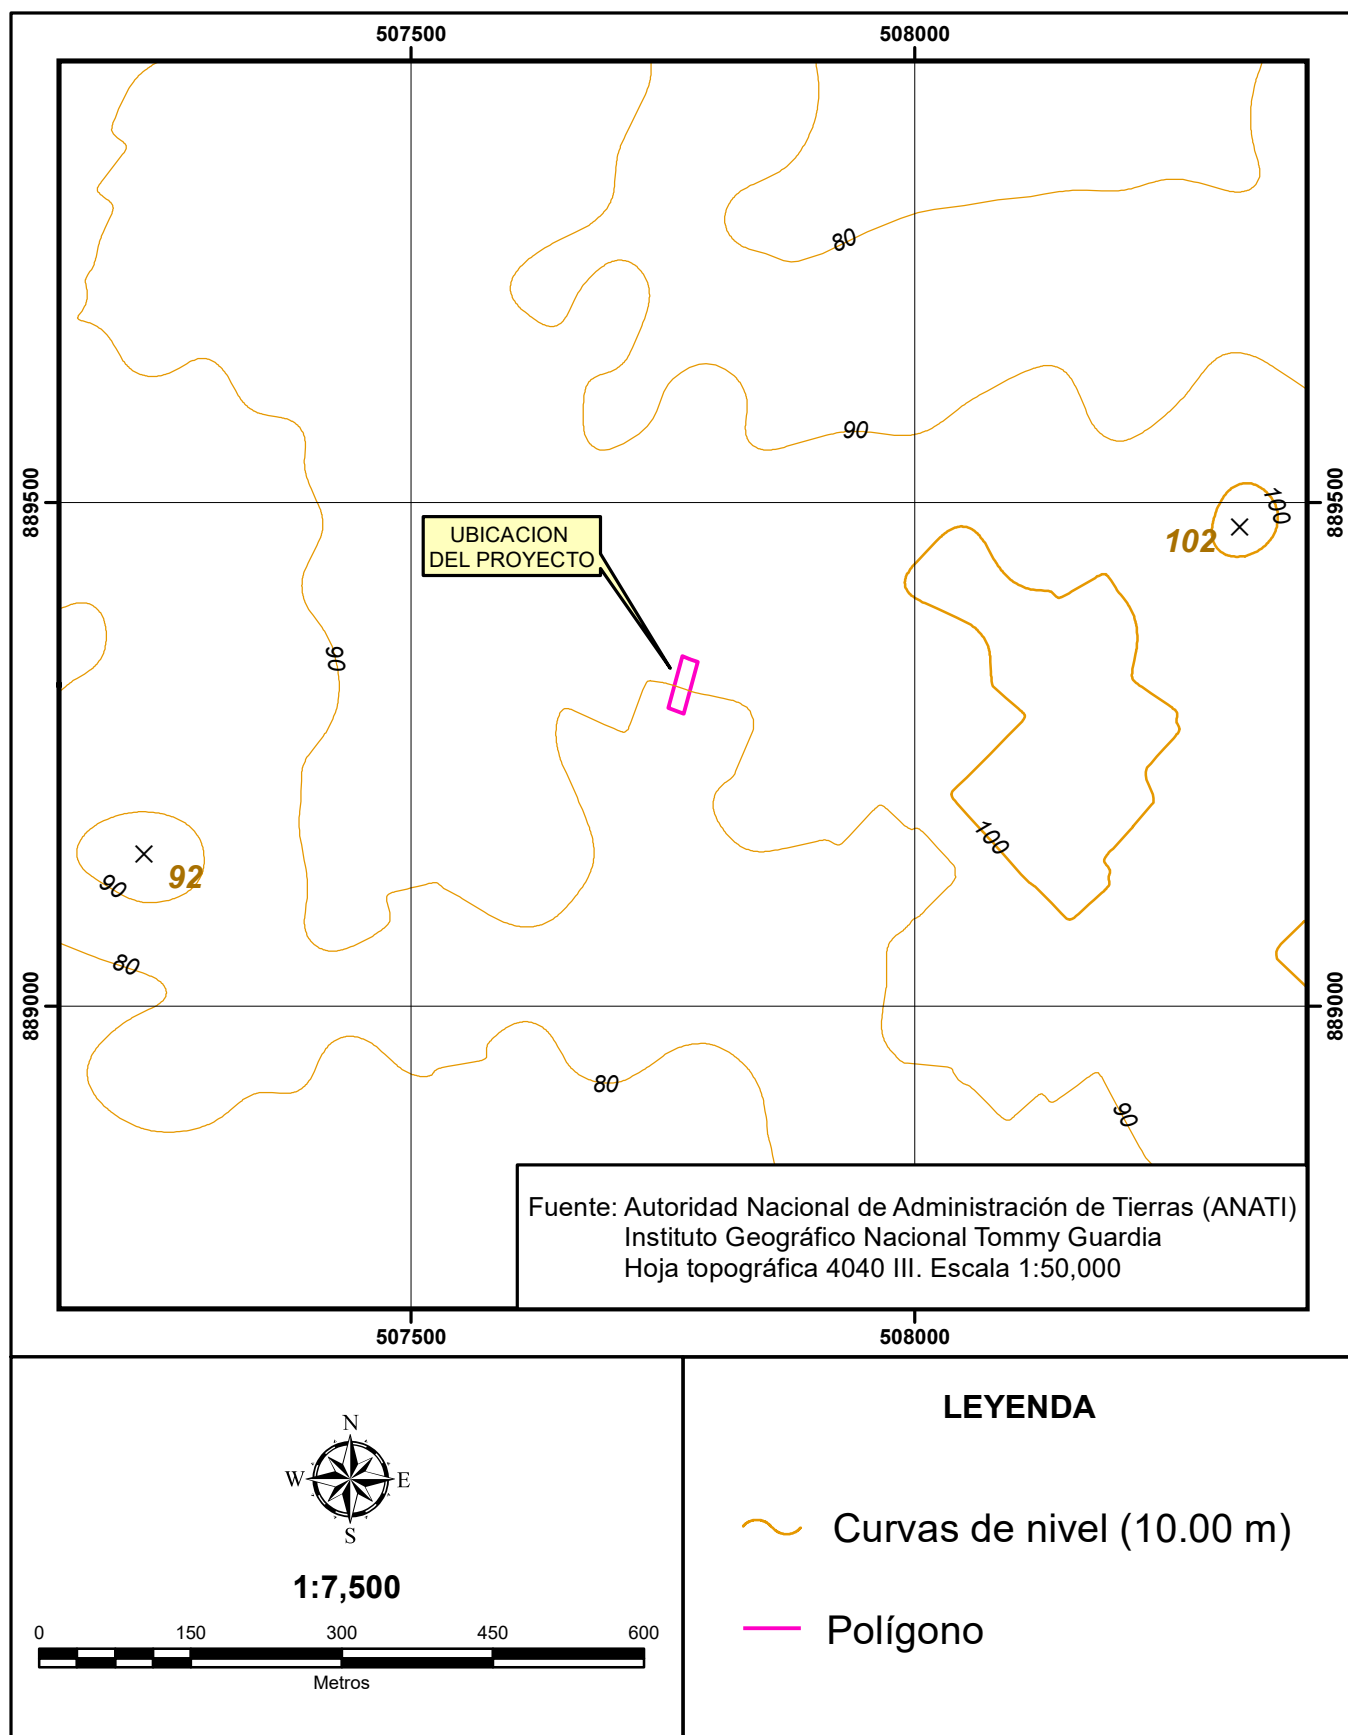 507500
508000
80
90
889500
889500
100
102
UBICACION
DEL PROYECTO
90
100
92
90
80
889000
889000
80
90
Fuente: Autoridad Nacional de Administración de Tierras (ANATI)
Instituto Geográfico Nacional Tommy Guardia
Hoja topográfica 4040 III. Escala 1:50,000
507500
508000
N
W
E
S
1:7,500
0
150
300
450
600
Metros
LEYENDA
Curvas de nivel (10.00 m)
Polígono